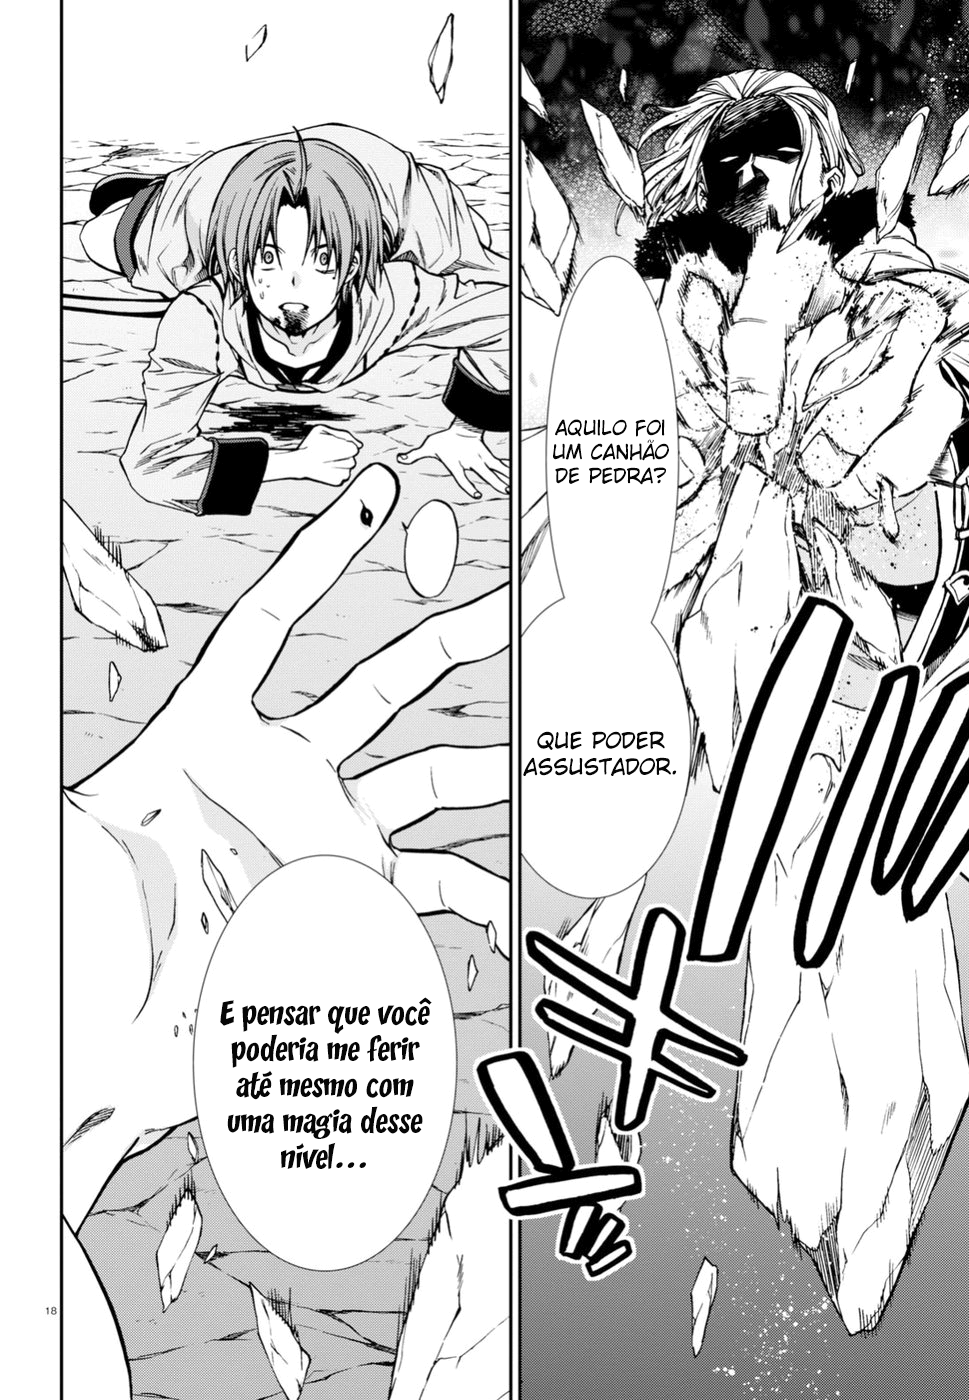 AQUILO FOI
UM CANHÃO
DE PEDRA?
QUE PODER
ASSUSTADOR.
E pensar que você
poderia me ferir
até mesmo com
uma magia desse
nível...
18